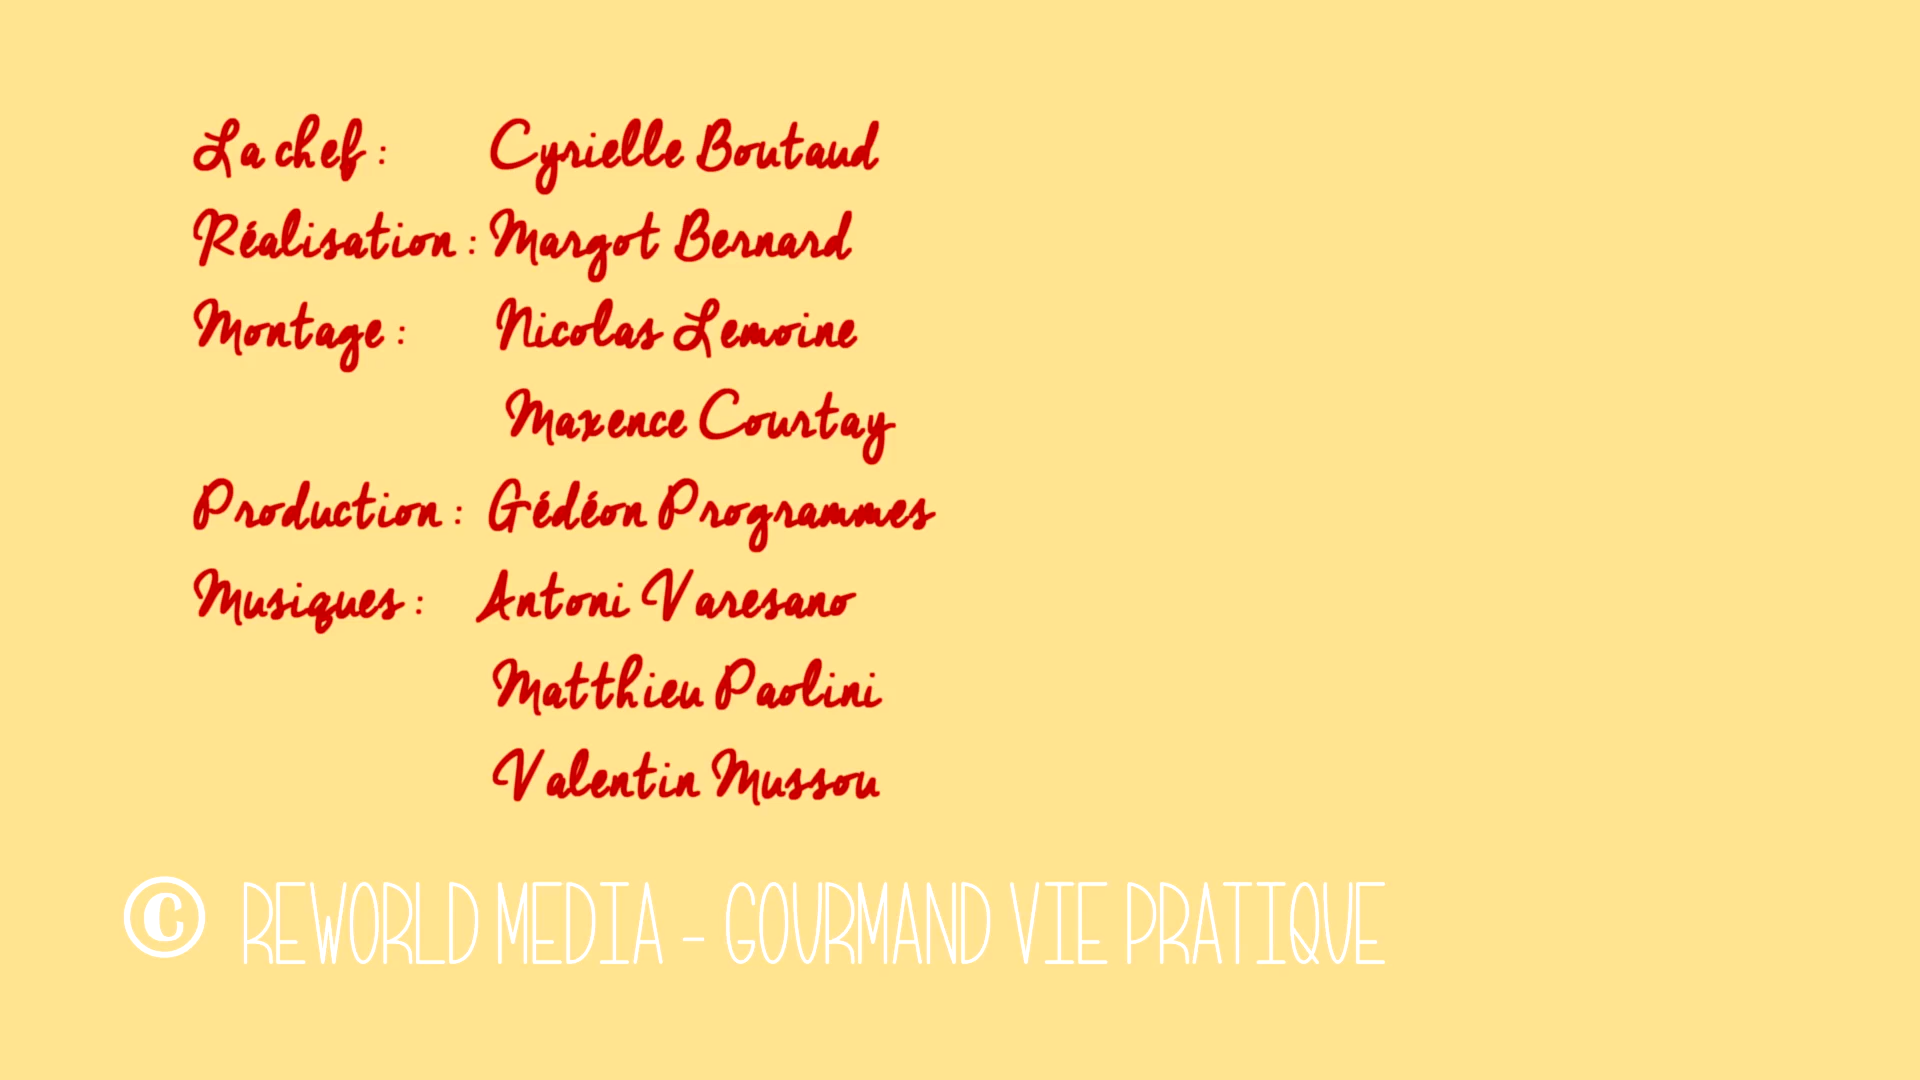 La chef : Cyrielle Boutaud
Réalisation : Margot Bernard
Montage : Nicolas Lemoine
Maxence Courtay
Production : Gédéon Programmes
Musiques : Antoni Varesano
Matthieu Paolini
Valentin Mussou
© REWORLD MEDIA - GOURMAND VIE PRATIQUE